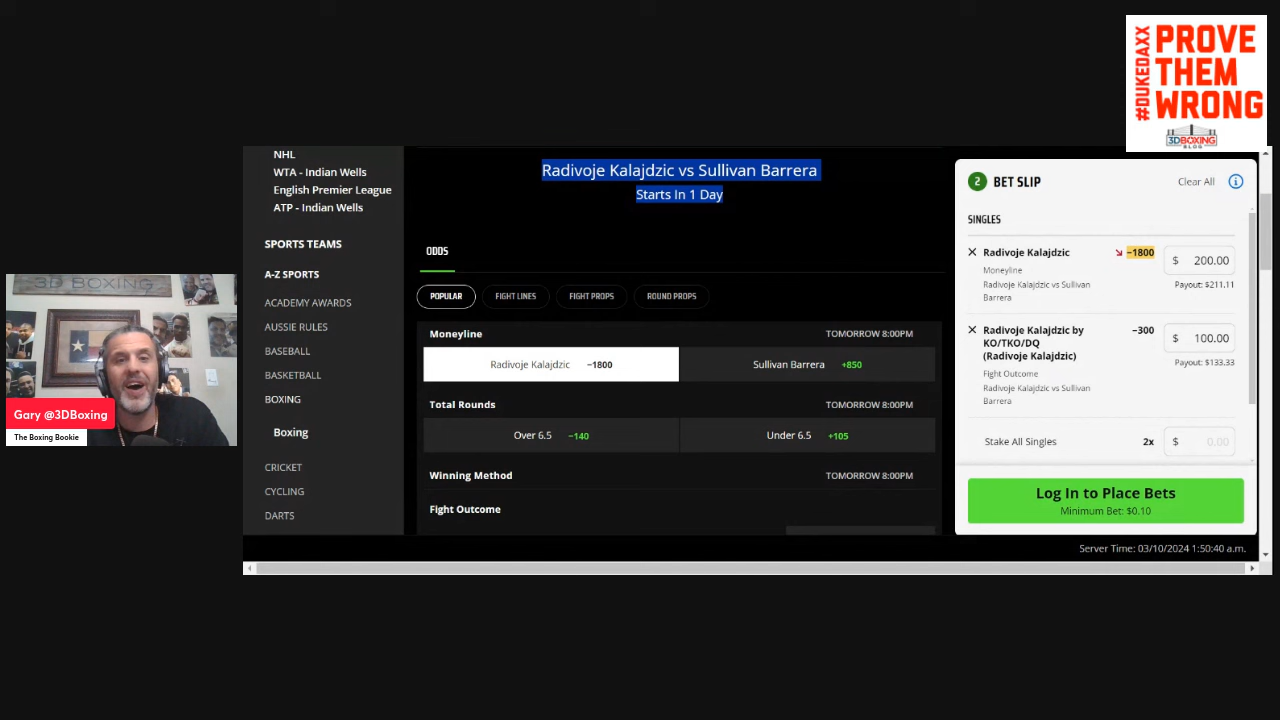 #DUKEDAXX
PROVE
THEM
WRONG
3DBOXING
BLOG
NHL
WTA - Indian Wells
English Premier League
ATP - Indian Wells
SPORTS TEAMS
A-Z SPORTS
ACADEMY AWARDS
AUSSIE RULES
BASEBALL
BASKETBALL
BOXING
Boxing
CRICKET
CYCLING
DARTS
Radivoje Kalajdzic vs Sullivan Barrera
Starts In 1 Day
ODDS
POPULAR FIGHT LINES FIGHT PROPS ROUND PROPS
Moneyline TOMORROW 8:00PM
Radivoje Kalajdzic −1800 Sullivan Barrera +850
Total Rounds TOMORROW 8:00PM
Over 6.5 −140 Under 6.5 +105
Winning Method TOMORROW 8:00PM
Fight Outcome
2 BET SLIP Clear All
SINGLES
Radivoje Kalajdzic −1800 $ 200.00
Moneyline Payout: $211.11
Radivoje Kalajdzic vs Sullivan
Barrera
Radivoje Kalajdzic by −300 $ 100.00
KO/TKO/DQ
(Radivoje Kalajdzic) Payout: $133.33
Fight Outcome
Radivoje Kalajdzic vs Sullivan
Barrera
Stake All Singles 2x $ 0.00
Log In to Place Bets
Minimum Bet: $0.10
Server Time: 03/10/2024 1:50:40 a.m.
3D BOXING
Gary @3DBoxing
The Boxing Bookie